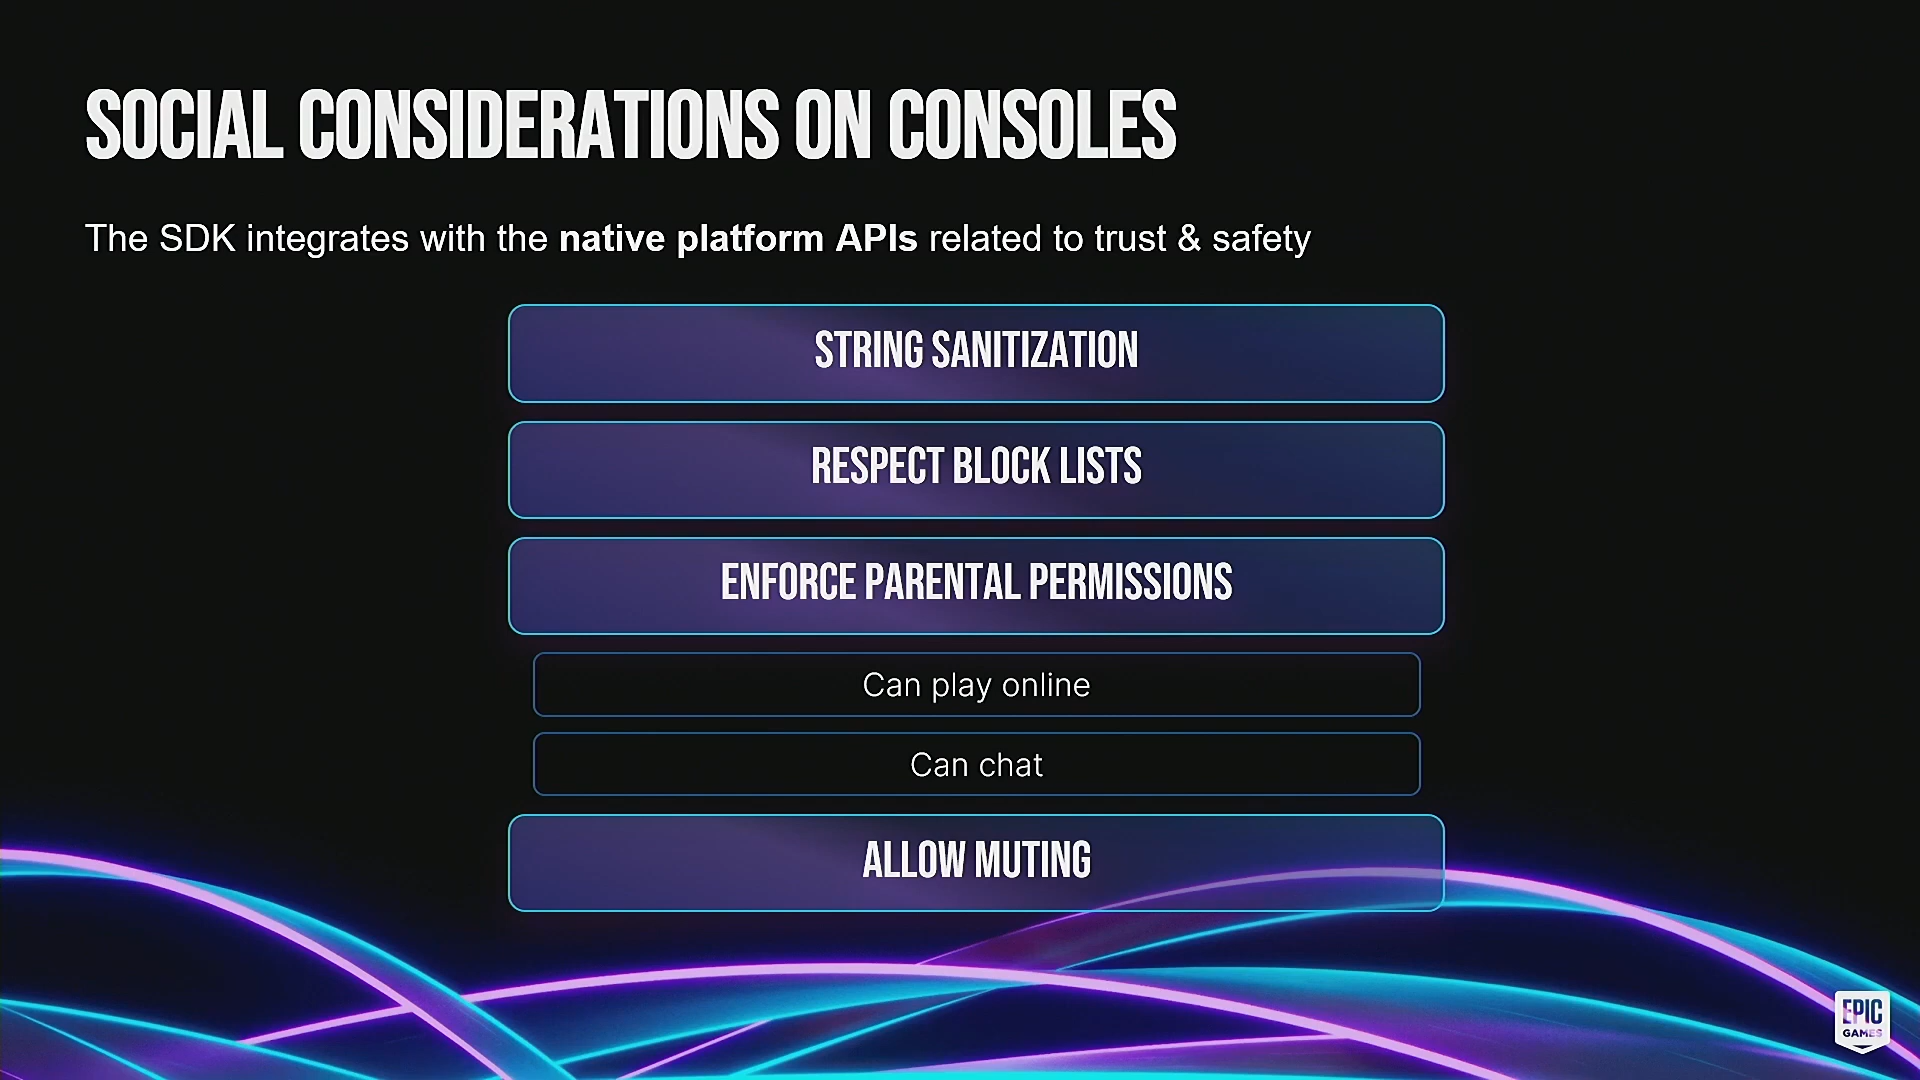 SOCIAL CONSIDERATIONS ON CONSOLES
The SDK integrates with the native platform APIs related to trust & safety
STRING SANITIZATION
RESPECT BLOCK LISTS
ENFORCE PARENTAL PERMISSIONS
Can play online
Can chat
ALLOW MUTING
EPIC
GAMES